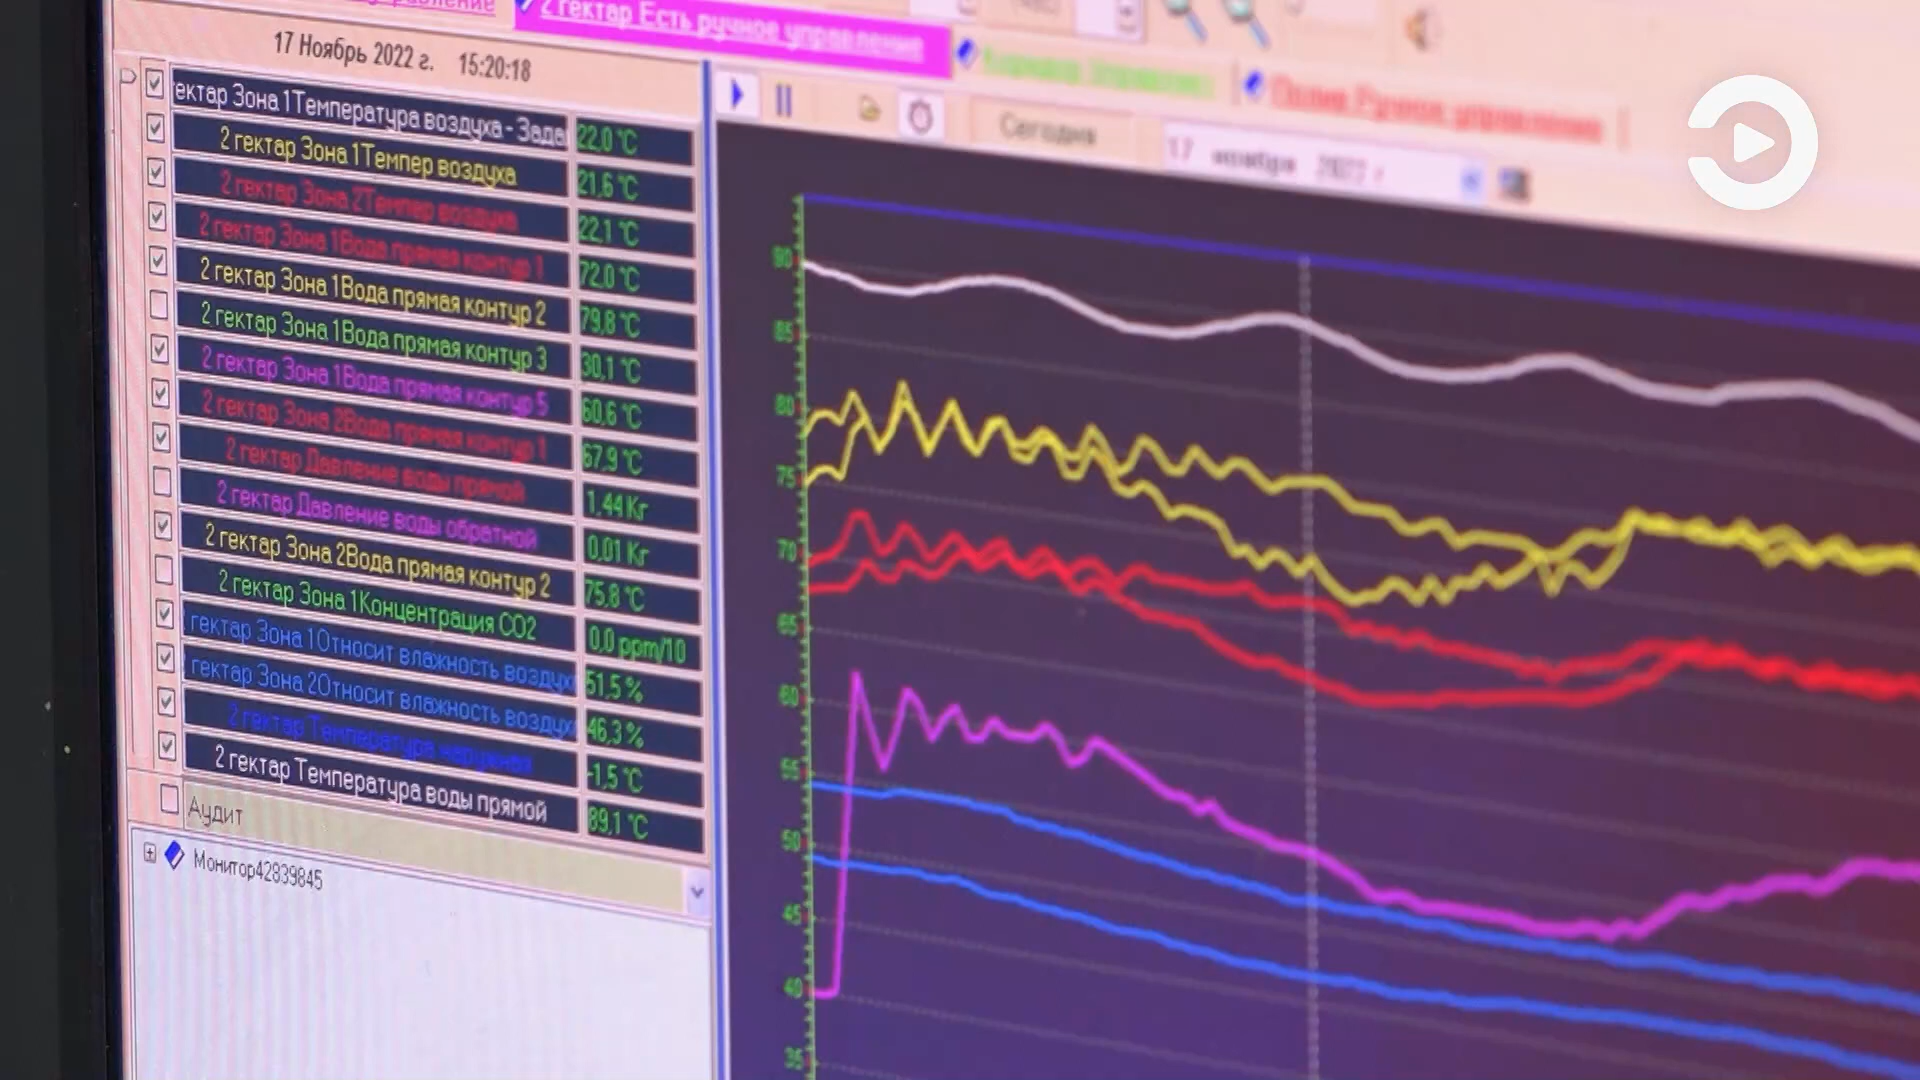 2 гектар Есть ручное управление
17 Ноябрь 2022 г. 15:20:18
Сегодня
17 ноября 2022 г
ектар Зона 1Температура воздуха - Зада 22,0 °C
2 гектар Зона 1Темпер воздуха 21,6 °C
2 гектар Зона 2Темпер воздуха 22,1 °C
2 гектар Зона 1Вода прямая контур 1 72,0 °C
2 гектар Зона 1Вода прямая контур 2 79,8 °C
2 гектар Зона 1Вода прямая контур 3 30,1 °C
2 гектар Зона 1Вода прямая контур 5 60,6 °C
2 гектар Зона 2Вода прямая контур 1 67,9 °C
2 гектар Давление воды прямой 1,44 Кг
2 гектар Давление воды обратной 0,01 Кг
2 гектар Зона 2Вода прямая контур 2 75,8 °C
2 гектар Зона 1Концентрация CO2 0,0 ppm/10
гектар Зона 1Относит влажность воздух 51,5 %
гектар Зона 2Относит влажность воздух 46,3 %
2 гектар Температура наружная -1,5 °C
2 гектар Температура воды прямой 89,1 °C
Аудит
Монитор42839845
90
85
80
75
70
65
60
55
50
45
40
35